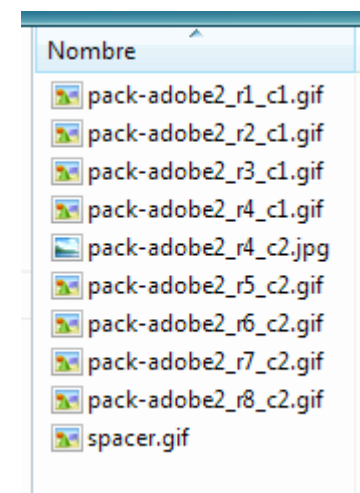 Nombre
pack-adobe2_r1_c1.gif
pack-adobe2_r2_c1.gif
pack-adobe2_r3_c1.gif
pack-adobe2_r4_c1.gif
pack-adobe2_r4_c2.jpg
pack-adobe2_r5_c2.gif
pack-adobe2_r6_c2.gif
pack-adobe2_r7_c2.gif
pack-adobe2_r8_c2.gif
spacer.gif